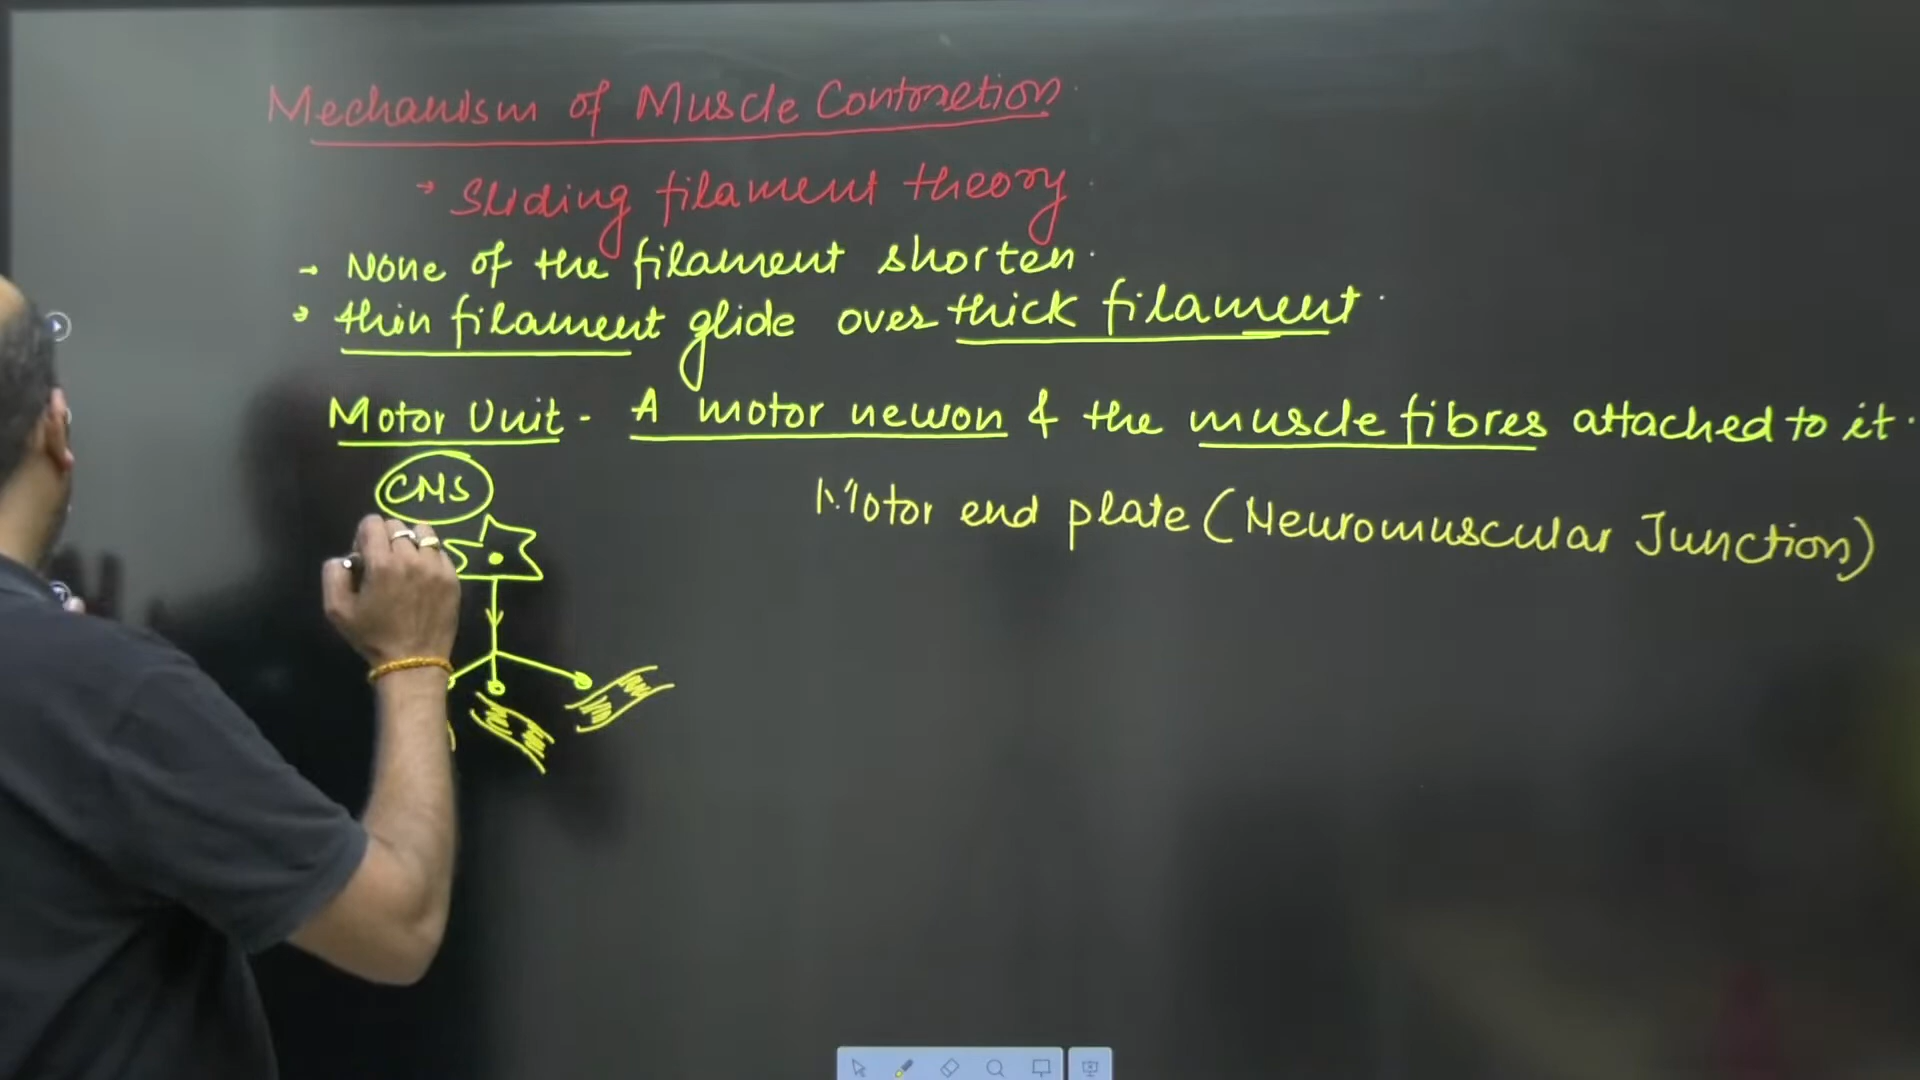 Mechanism of Muscle Contraction.
→ Sliding filament theory.
→ None of the filament shorten.
→ thin filament glide over thick filament.
Motor Unit - A motor neuron & the muscle fibres attached to it.
CNS
Motor end plate (Neuromuscular Junction)